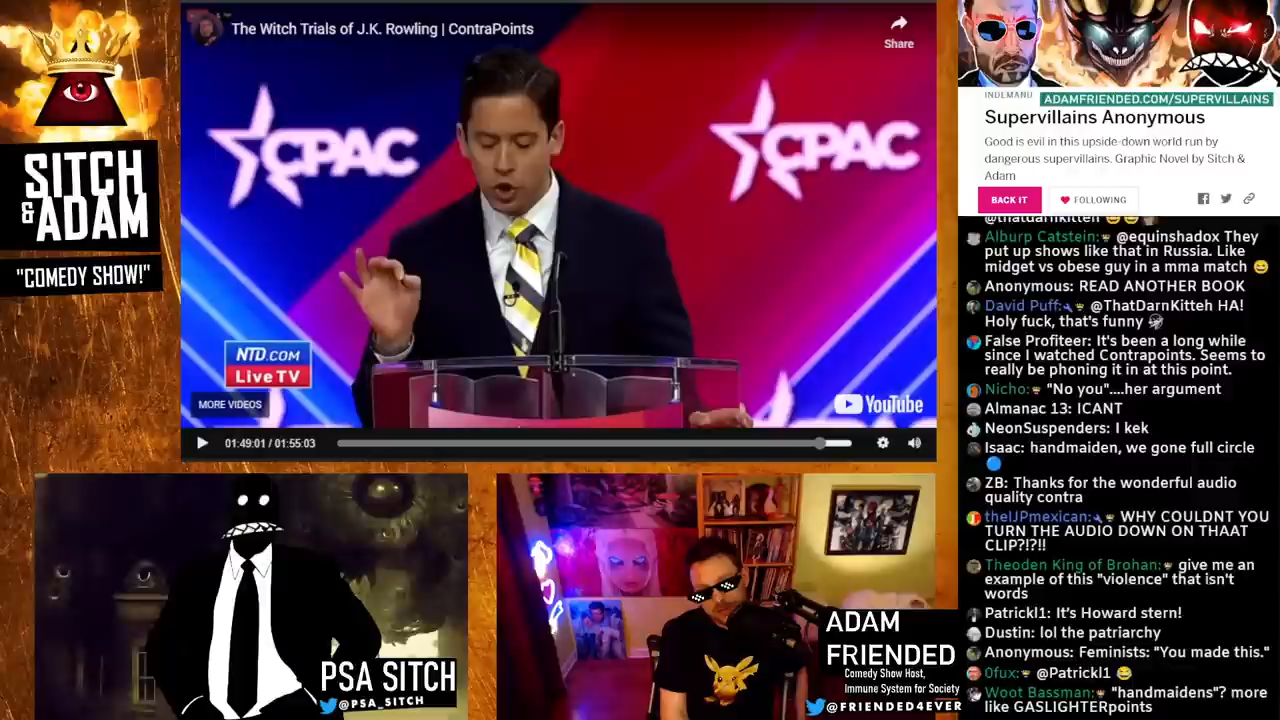 The Witch Trials of J.K. Rowling | ContraPoints
Share
CPAC
CPAC
NTD.COM
Live TV
MORE VIDEOS
YouTube
01:49:01 / 01:55:03
SITCH
& ADAM
"COMEDY SHOW!"
PSA SITCH
@PSA_SITCH
ADAM
FRIENDED
Comedy Show Host,
Immune System for Society
@FRIENDED4EVER
INDEMAND
ADAMFRIENDED.COM/SUPERVILLAINS
Supervillains Anonymous
Good is evil in this upside-down world run by
dangerous supervillains. Graphic Novel by Sitch &
Adam
BACK IT
FOLLOWING
@thatdarnkitteh
Alburp Catstein: @equinshadox They
put up shows like that in Russia. Like
midget vs obese guy in a mma match
Anonymous: READ ANOTHER BOOK
David Puff: @ThatDarnKitteh HA!
Holy fuck, that's funny
False Profiteer: It's been a long while
since I watched Contrapoints. Seems to
really be phoning it in at this point.
Nicho: "No you"....her argument
Almanac 13: ICANT
NeonSuspenders: I kek
Isaac: handmaiden, we gone full circle
ZB: Thanks for the wonderful audio
quality contra
theIJPmexican: WHY COULDNT YOU
TURN THE AUDIO DOWN ON THAAT
CLIP?!?!!
Theoden King of Brohan: give me an
example of this "violence" that isn't
words
Patrickl1: It's Howard stern!
Dustin: lol the patriarchy
Anonymous: Feminists: "You made this."
0fux: @Patrickl1
Woot Bassman: "handmaidens"? more
like GASLIGHTERpoints